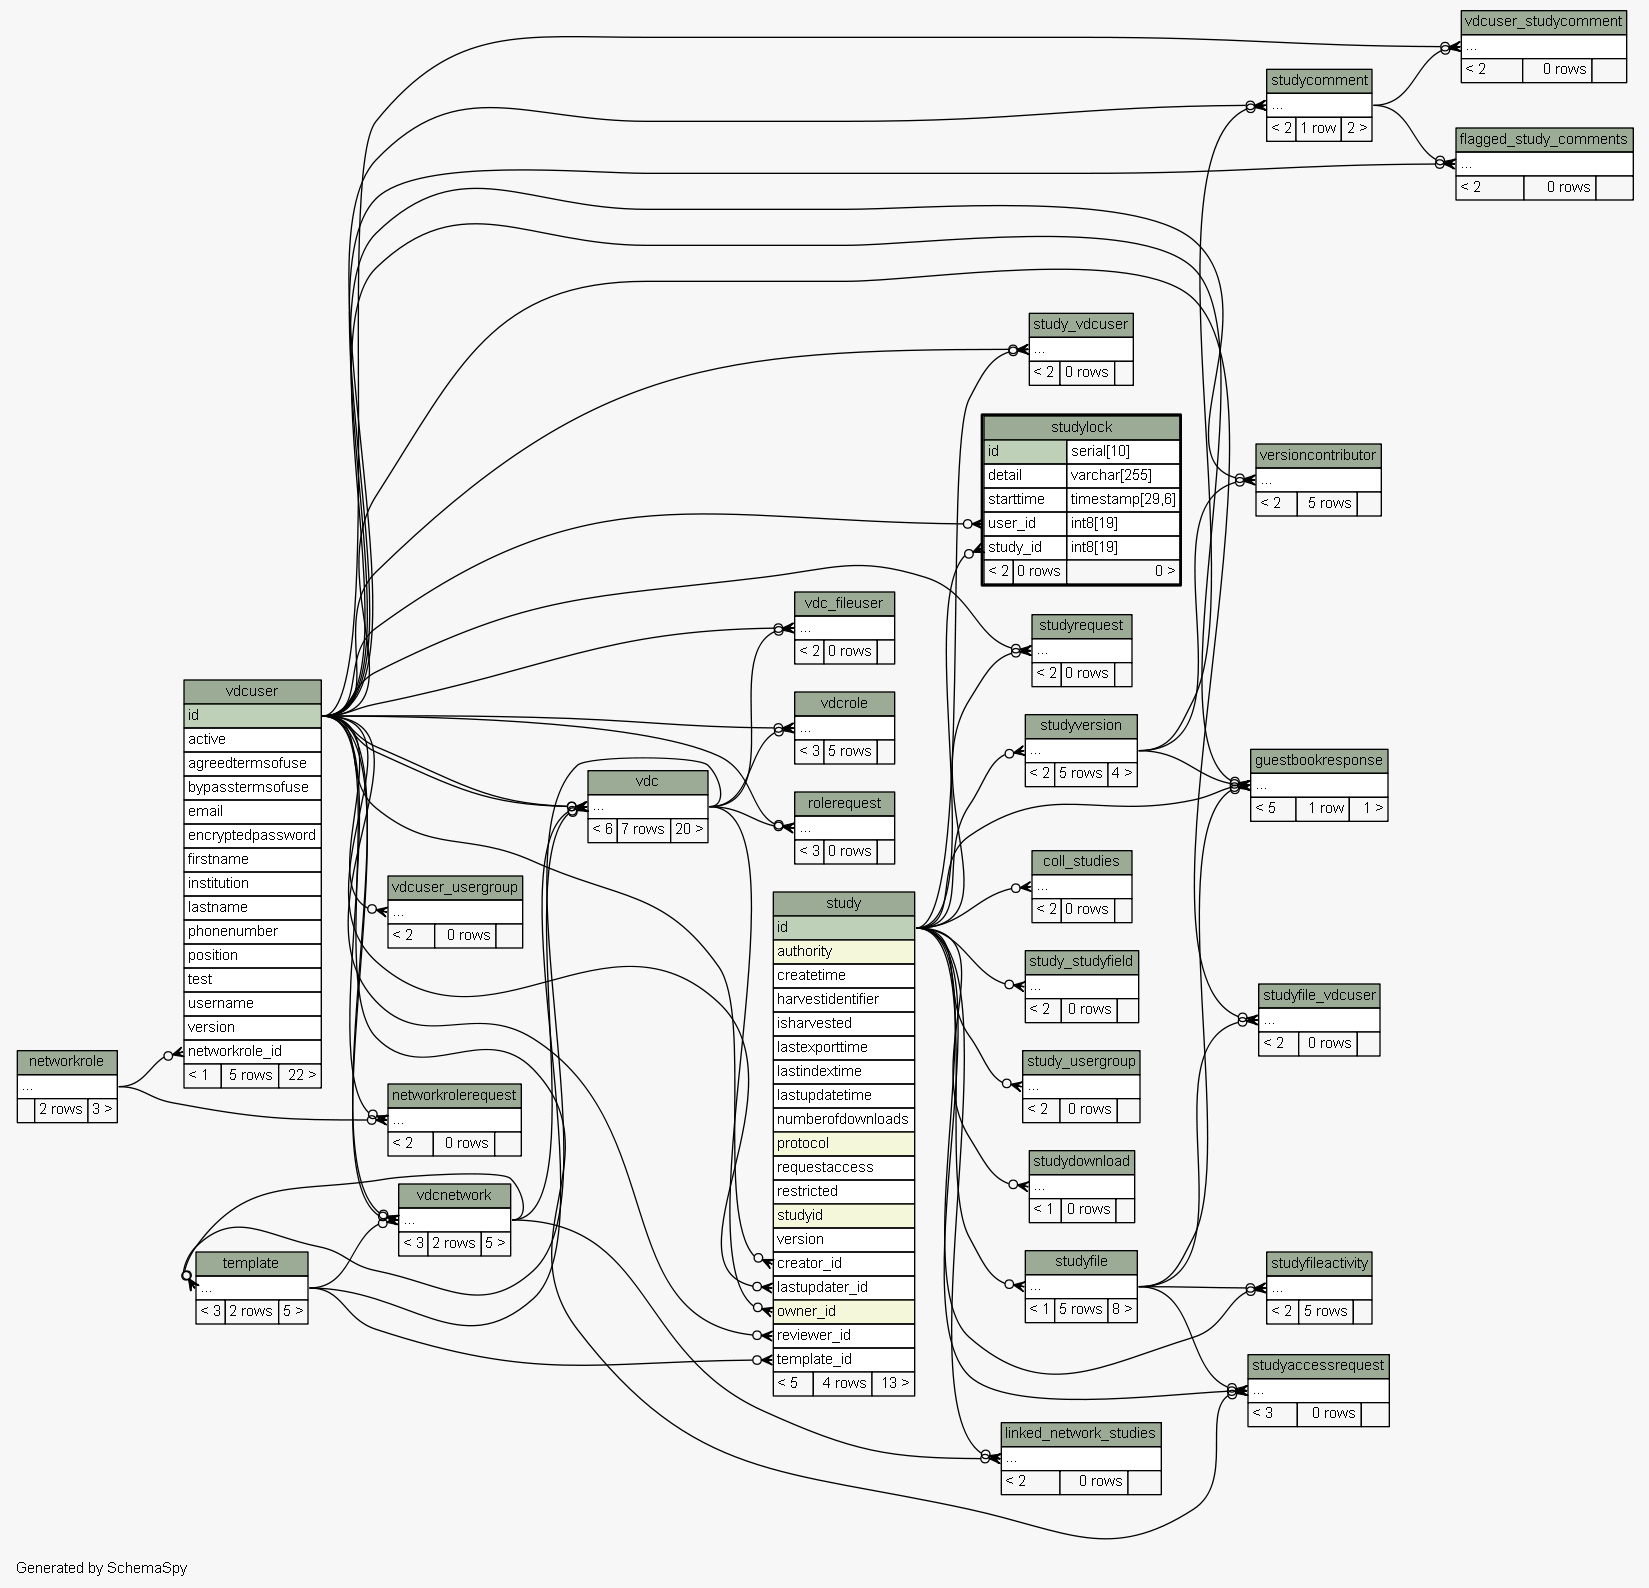 vdcuser_studycomment
...
< 2 0 rows
studycomment
...
< 2 1 row 2 >
flagged_study_comments
...
< 2 0 rows
study_vdcuser
...
< 2 0 rows
studylock
id serial[10]
detail varchar[255]
starttime timestamp[29,6]
user_id int8[19]
study_id int8[19]
< 2 0 rows 0 >
versioncontributor
...
< 2 5 rows
vdc_fileuser
...
< 2 0 rows
studyrequest
...
< 2 0 rows
vdcuser
id
active
agreedtermsofuse
bypasstermsofuse
email
encryptedpassword
firstname
institution
lastname
phonenumber
position
test
username
version
networkrole_id
< 1 5 rows 22 >
vdcrole
...
< 3 5 rows
studyversion
...
< 2 5 rows 4 >
guestbookresponse
...
< 5 1 row 1 >
vdc
...
< 6 7 rows 20 >
rolerequest
...
< 3 0 rows
coll_studies
...
< 2 0 rows
vdcuser_usergroup
...
< 2 0 rows
study
id
authority
createtime
harvestidentifier
isharvested
lastexporttime
lastindextime
lastupdatetime
numberofdownloads
protocol
requestaccess
restricted
studyid
version
creator_id
lastupdater_id
owner_id
reviewer_id
template_id
< 5 4 rows 13 >
study_studyfield
...
< 2 0 rows
studyfile_vdcuser
...
< 2 0 rows
networkrole
...
2 rows 3 >
study_usergroup
...
< 2 0 rows
networkrolerequest
...
< 2 0 rows
studydownload
...
< 1 0 rows
vdcnetwork
...
< 3 2 rows 5 >
template
...
< 3 2 rows 5 >
studyfile
...
< 1 5 rows 8 >
studyfileactivity
...
< 2 5 rows
studyaccessrequest
...
< 3 0 rows
linked_network_studies
...
< 2 0 rows
Generated by SchemaSpy